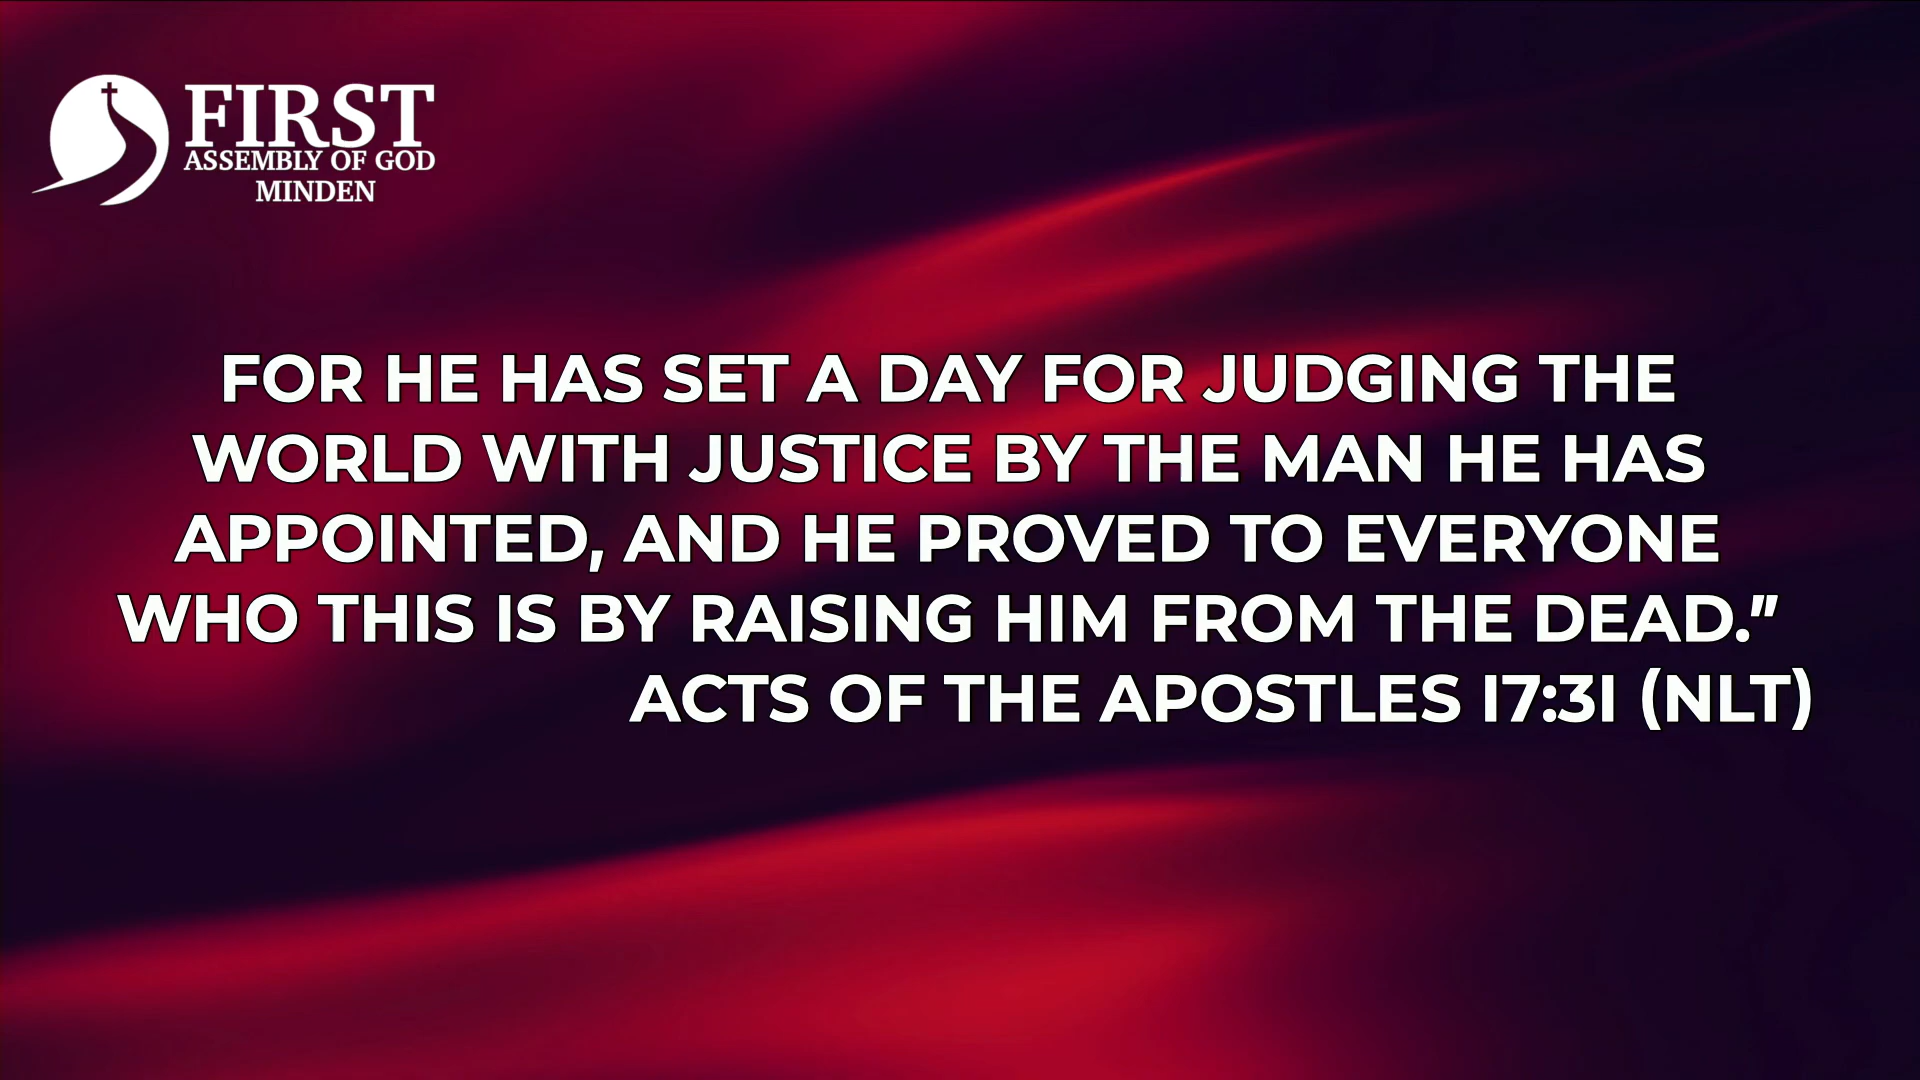 FIRST
ASSEMBLY OF GOD
MINDEN
FOR HE HAS SET A DAY FOR JUDGING THE
WORLD WITH JUSTICE BY THE MAN HE HAS
APPOINTED, AND HE PROVED TO EVERYONE
WHO THIS IS BY RAISING HIM FROM THE DEAD.”
ACTS OF THE APOSTLES 17:31 (NLT)